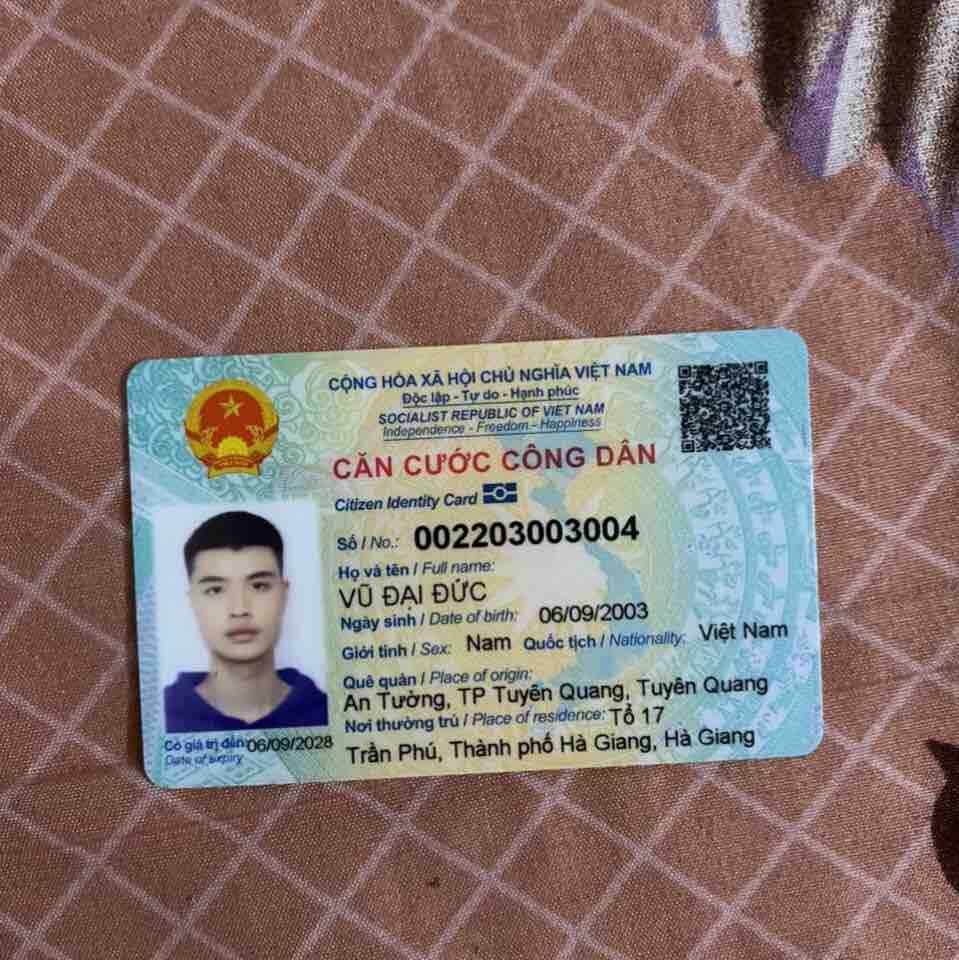 CỘNG HÒA XÃ HỘI CHỦ NGHĨA VIỆT NAM
Độc lập - Tự do - Hạnh phúc
SOCIALIST REPUBLIC OF VIET NAM
Independence - Freedom - Happiness
CĂN CƯỚC CÔNG DÂN
Citizen Identity Card
Số / No.: 002203003004
Họ và tên / Full name:
VŨ ĐẠI ĐỨC
Ngày sinh / Date of birth: 06/09/2003
Giới tính / Sex: Nam Quốc tịch / Nationality: Việt Nam
Quê quán / Place of origin:
An Tường, TP Tuyên Quang, Tuyên Quang
Nơi thường trú / Place of residence: Tổ 17
Trần Phú, Thành phố Hà Giang, Hà Giang
Có giá trị đến: 06/09/2028
Date of expiry